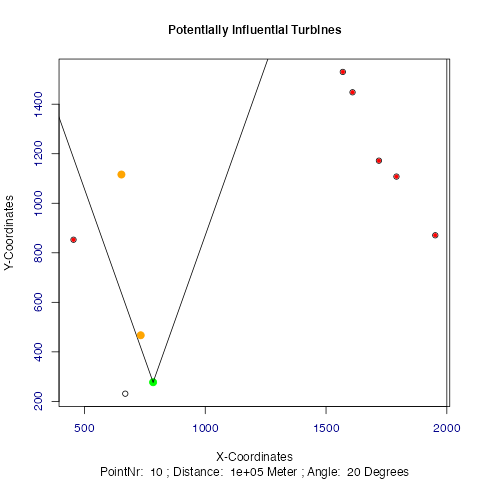 Potentially Influential Turbines
Y-Coordinates
1400
1200
1000
800
600
400
200
500 1000 1500 2000
X-Coordinates
PointNr: 10 ; Distance: 1e+05 Meter ; Angle: 20 Degrees